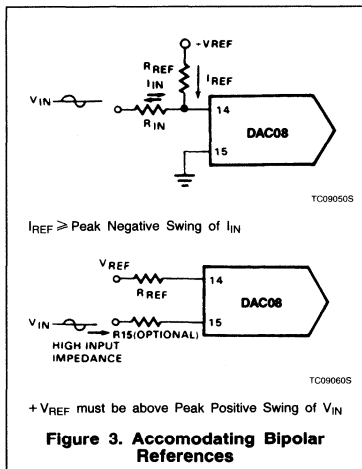 +VREF
RREF
IREF
IIN
VIN
RIN
14
15
DAC08
TC09050S
IREF ⩾ Peak Negative Swing of IIN
VREF
RREF
14
15
DAC08
VIN
R15(OPTIONAL)
HIGH INPUT
IMPEDANCE
TC09060S
+ VREF must be above Peak Positive Swing of VIN
Figure 3. Accomodating Bipolar
References